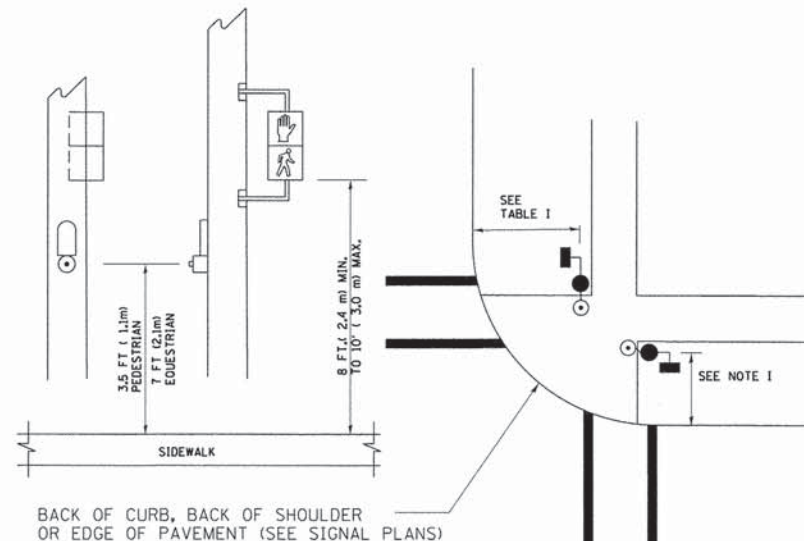 3.5 FT ( 1.1m)
PEDESTRIAN
7 FT (2.1m)
EQUESTRIAN
8 FT.( 2.4 m) MIN.
TO 10' ( 3.0 m) MAX.
SIDEWALK
SEE
TABLE I
SEE NOTE I
BACK OF CURB, BACK OF SHOULDER
OR EDGE OF PAVEMENT (SEE SIGNAL PLANS)